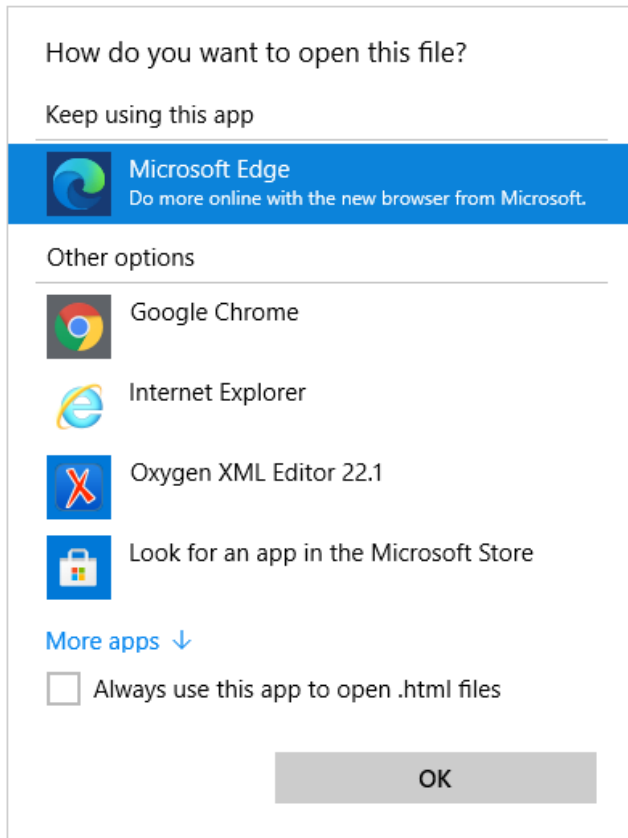 How do you want to open this file?
Keep using this app
Microsoft Edge
Do more online with the new browser from Microsoft.
Other options
Google Chrome
Internet Explorer
Oxygen XML Editor 22.1
Look for an app in the Microsoft Store
More apps ↓
Always use this app to open .html files
OK